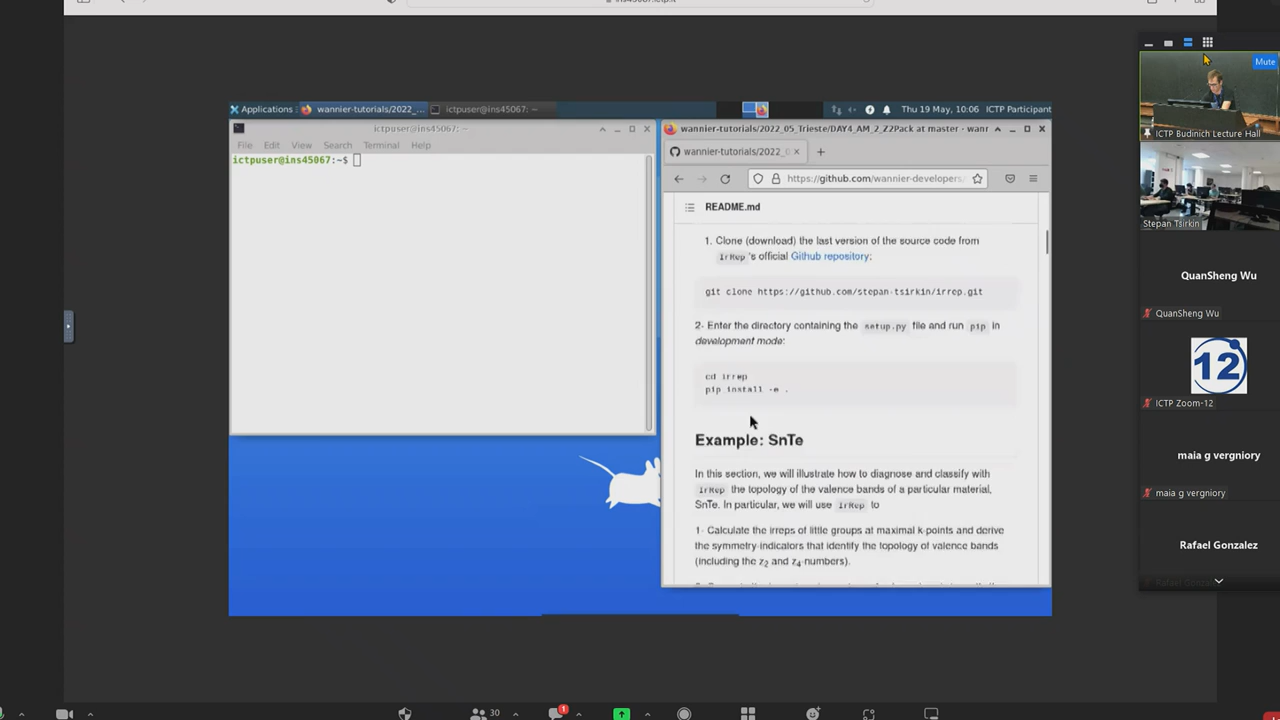 Applications
wannier-tutorials/2022_...
ictpuser@ins45067: ~
Thu 19 May, 10:06
ICTP Participant
ictpuser@ins45067: ~
File Edit View Search Terminal Help
ictpuser@ins45067:~$
wannier-tutorials/2022_05_Trieste/DAY4_AM_2_Z2Pack at master · wanr
wannier-tutorials/2022_0
https://github.com/wannier-developers,
README.md
1. Clone (download) the last version of the source code from
IrRep 's official Github repository:
git clone https://github.com/stepan-tsirkin/irrep.git
2- Enter the directory containing the setup.py file and run pip in
development mode:
cd irrep
pip install -e .
Example: SnTe
In this section, we will illustrate how to diagnose and classify with
IrRep the topology of the valence bands of a particular material,
SnTe. In particular, we will use IrRep to
1- Calculate the irreps of little groups at maximal k-points and derive
the symmetry-indicators that identify the topology of valence bands
(including the z2 and z4-numbers).
Mute
ICTP Budinich Lecture Hall
Stepan Tsirkin
QuanSheng Wu
QuanSheng Wu
12
ICTP Zoom-12
maia g vergniory
maia g vergniory
Rafael Gonzalez
30
1